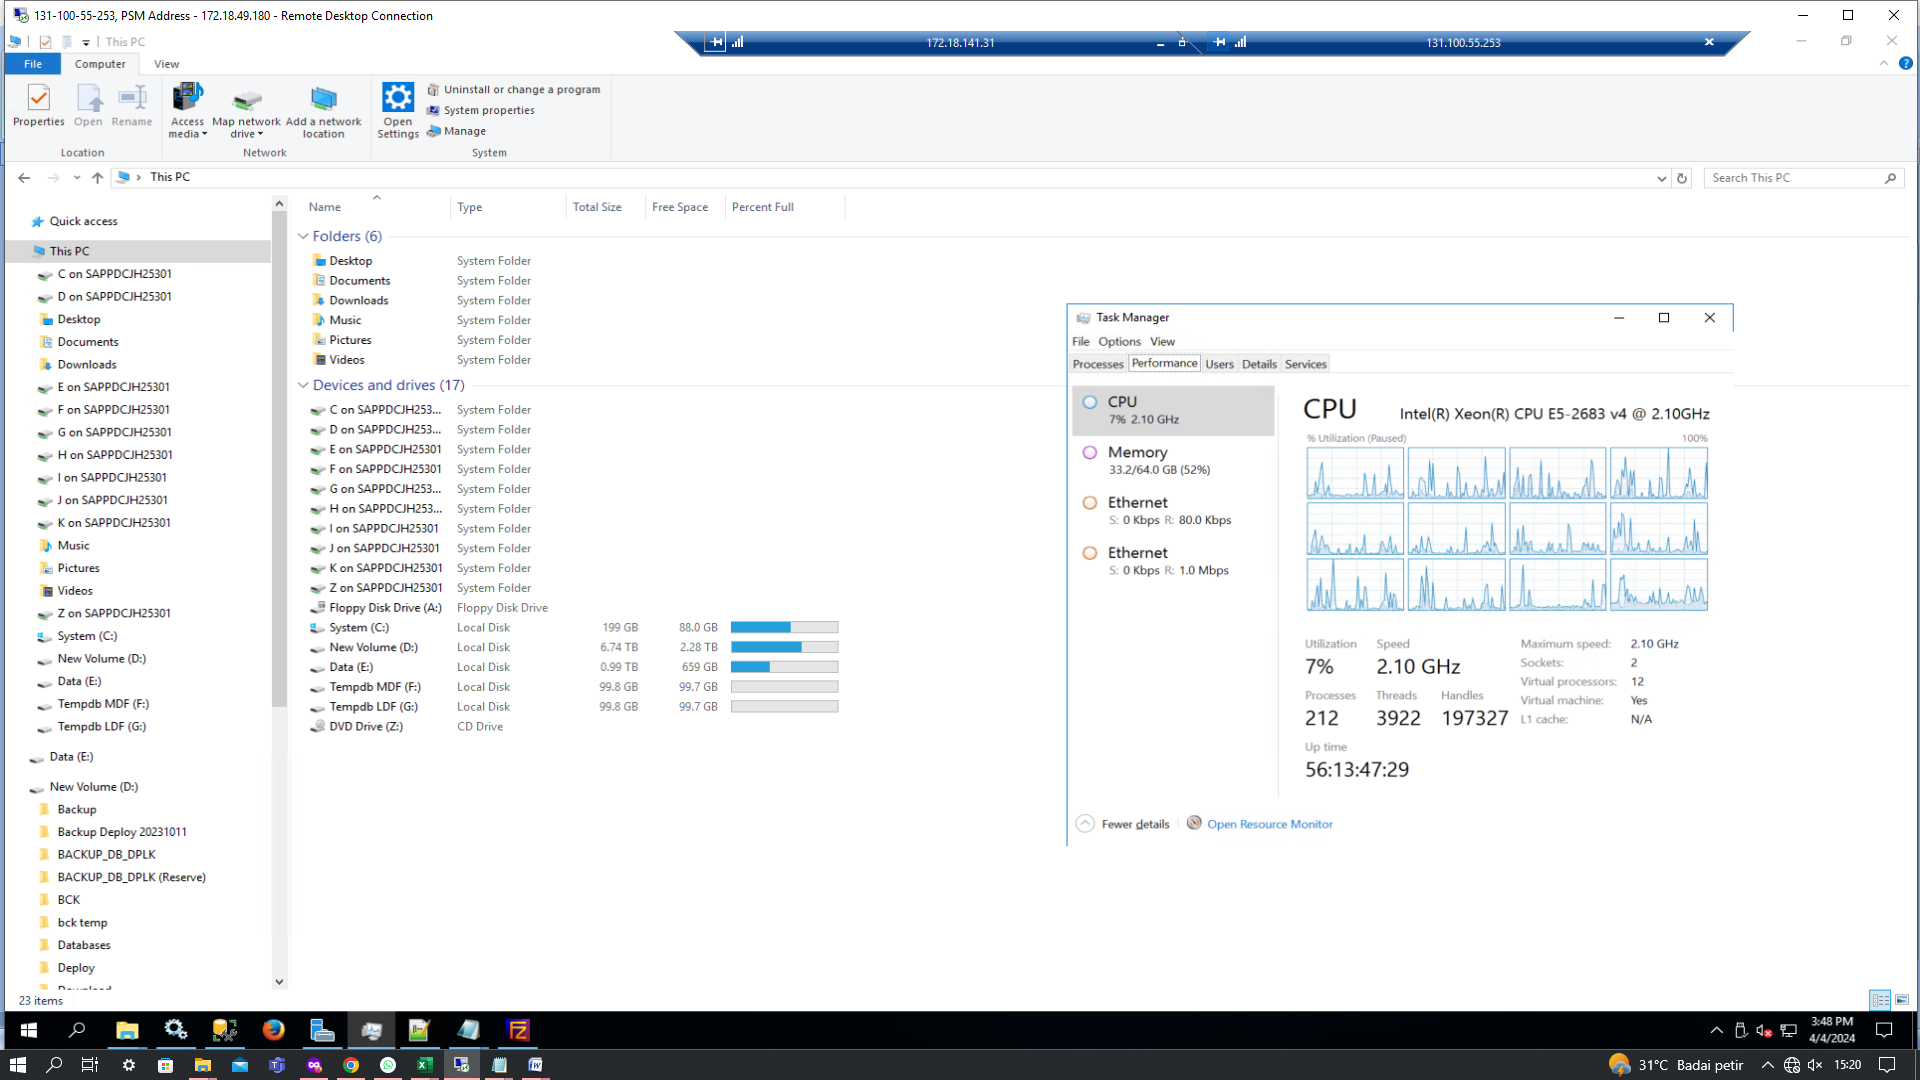 131-100-55-253, PSM Address - 172.18.49.180 - Remote Desktop Connection
This PC
172.18.141.31
131.100.55.253
File
Computer
View
Properties
Open
Rename
Access media
Map network drive
Add a network location
Open Settings
Uninstall or change a program
System properties
Manage
Location
Network
System
This PC
Search This PC
Quick access
This PC
C on SAPPDCJH25301
D on SAPPDCJH25301
Desktop
Documents
Downloads
E on SAPPDCJH25301
F on SAPPDCJH25301
G on SAPPDCJH25301
H on SAPPDCJH25301
I on SAPPDCJH25301
J on SAPPDCJH25301
K on SAPPDCJH25301
Music
Pictures
Videos
Z on SAPPDCJH25301
System (C:)
New Volume (D:)
Data (E:)
Tempdb MDF (F:)
Tempdb LDF (G:)
Data (E:)
New Volume (D:)
Backup
Backup Deploy 20231011
BACKUP_DB_DPLK
BACKUP_DB_DPLK (Reserve)
BCK
bck temp
Databases
Deploy
23 items
Name Type Total Size Free Space Percent Full
Folders (6)
Desktop System Folder
Documents System Folder
Downloads System Folder
Music System Folder
Pictures System Folder
Videos System Folder
Devices and drives (17)
C on SAPPDCJH253... System Folder
D on SAPPDCJH253... System Folder
E on SAPPDCJH25301 System Folder
F on SAPPDCJH25301 System Folder
G on SAPPDCJH253... System Folder
H on SAPPDCJH253... System Folder
I on SAPPDCJH25301 System Folder
J on SAPPDCJH25301 System Folder
K on SAPPDCJH25301 System Folder
Z on SAPPDCJH25301 System Folder
Floppy Disk Drive (A:) Floppy Disk Drive
System (C:) Local Disk 199 GB 88.0 GB
New Volume (D:) Local Disk 6.74 TB 2.28 TB
Data (E:) Local Disk 0.99 TB 659 GB
Tempdb MDF (F:) Local Disk 99.8 GB 99.7 GB
Tempdb LDF (G:) Local Disk 99.8 GB 99.7 GB
DVD Drive (Z:) CD Drive
Task Manager
File Options View
Processes Performance Users Details Services
CPU
7% 2.10 GHz
Memory
33.2/64.0 GB (52%)
Ethernet
S: 0 Kbps R: 80.0 Kbps
Ethernet
S: 0 Kbps R: 1.0 Mbps
CPU Intel(R) Xeon(R) CPU E5-2683 v4 @ 2.10GHz
% Utilization (Paused) 100%
Utilization Speed
7% 2.10 GHz
Processes Threads Handles
212 3922 197327
Up time
56:13:47:29
Maximum speed: 2.10 GHz
Sockets: 2
Virtual processors: 12
Virtual machine: Yes
L1 cache: N/A
Fewer details
Open Resource Monitor
3:48 PM
4/4/2024
31°C Badai petir
15:20